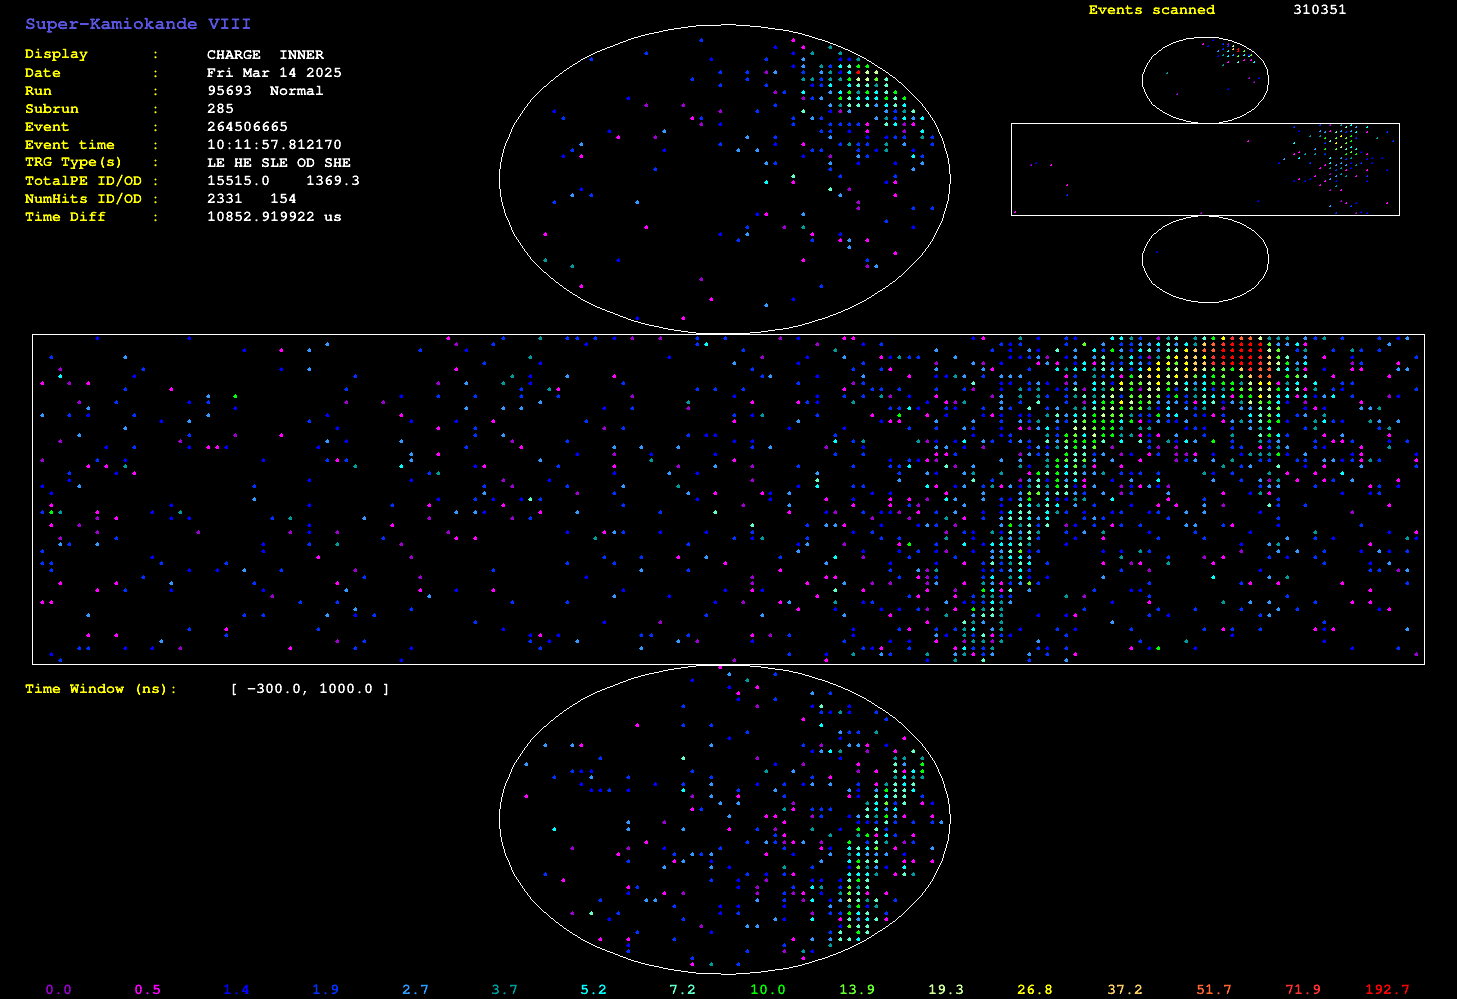 Super-Kamiokande VIII
Display : CHARGE INNER
Date : Fri Mar 14 2025
Run : 95693 Normal
Subrun : 285
Event : 264506665
Event time : 10:11:57.812170
TRG Type(s) : LE HE SLE OD SHE
TotalPE ID/OD : 15515.0 1369.3
NumHits ID/OD : 2331 154
Time Diff : 10852.919922 us
Events scanned 310351
Time Window (ns): [ -300.0, 1000.0 ]
0.0 0.5 1.4 1.9 2.7 3.7 5.2 7.2 10.0 13.9 19.3 26.8 37.2 51.7 71.9 192.7